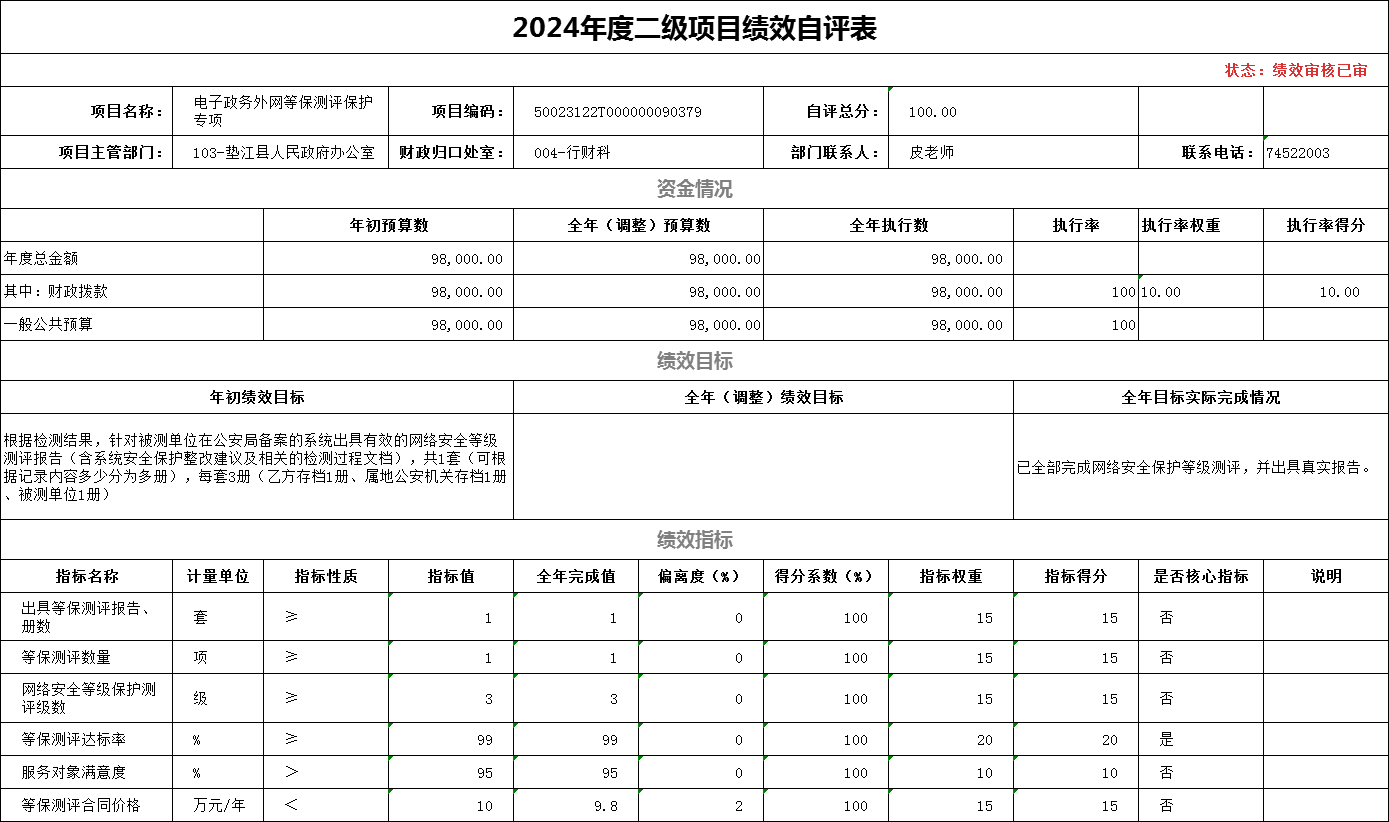 2024年度二级项目绩效自评表
状态：绩效审核已审
项目名称： 电子政务外网等保测评保护专项 项目编码： 50023122T000000090379 自评总分： 100.00
项目主管部门： 103-垫江县人民政府办公室 财政归口处室： 004-行财科 部门联系人： 皮老师 联系电话： 74522003
资金情况
年初预算数 全年（调整）预算数 全年执行数 执行率 执行率权重 执行率得分
年度总金额 98,000.00 98,000.00 98,000.00
其中：财政拨款 98,000.00 98,000.00 98,000.00 100 10.00 10.00
一般公共预算 98,000.00 98,000.00 98,000.00 100
绩效目标
年初绩效目标 全年（调整）绩效目标 全年目标实际完成情况
根据检测结果，针对被测单位在公安局备案的系统出具有效的网络安全等级
测评报告（含系统安全保护整改建议及相关的检测过程文档），共1套（可根
据记录内容多少分为多册），每套3册（乙方存档1册、属地公安机关存档1册
、被测单位1册）
已全部完成网络安全保护等级测评，并出具真实报告。
绩效指标
指标名称 计量单位 指标性质 指标值 全年完成值 偏离度（%） 得分系数（%） 指标权重 指标得分 是否核心指标 说明
出具等保测评报告、册数 套 ≥ 1 1 0 100 15 15 否
等保测评数量 项 ≥ 1 1 0 100 15 15 否
网络安全等级保护测评级数 级 ≥ 3 3 0 100 15 15 否
等保测评达标率 % ≥ 99 99 0 100 20 20 是
服务对象满意度 % ＞ 95 95 0 100 10 10 否
等保测评合同价格 万元/年 ＜ 10 9.8 2 100 15 15 否